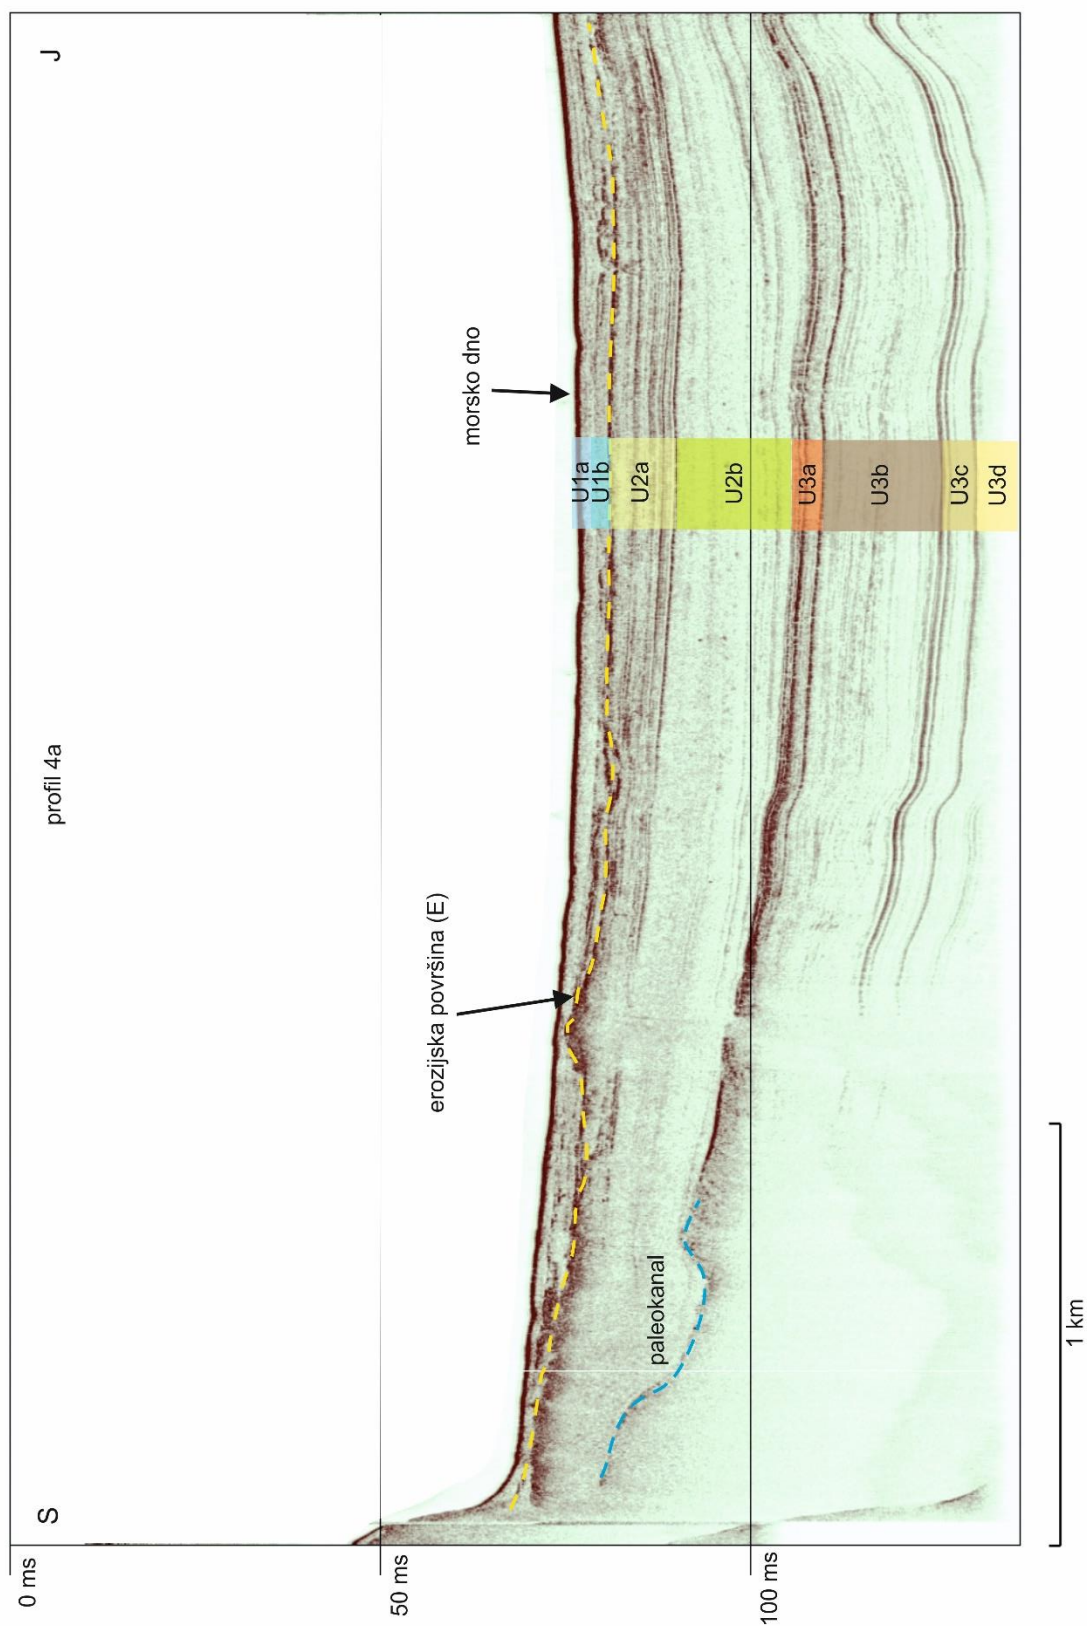 profil 4a
S
J
0 ms
50 ms
100 ms
erozijska površina (E)
morsko dno
paleokanal
U1a
U1b
U2a
U2b
U3a
U3b
U3c
U3d
1 km